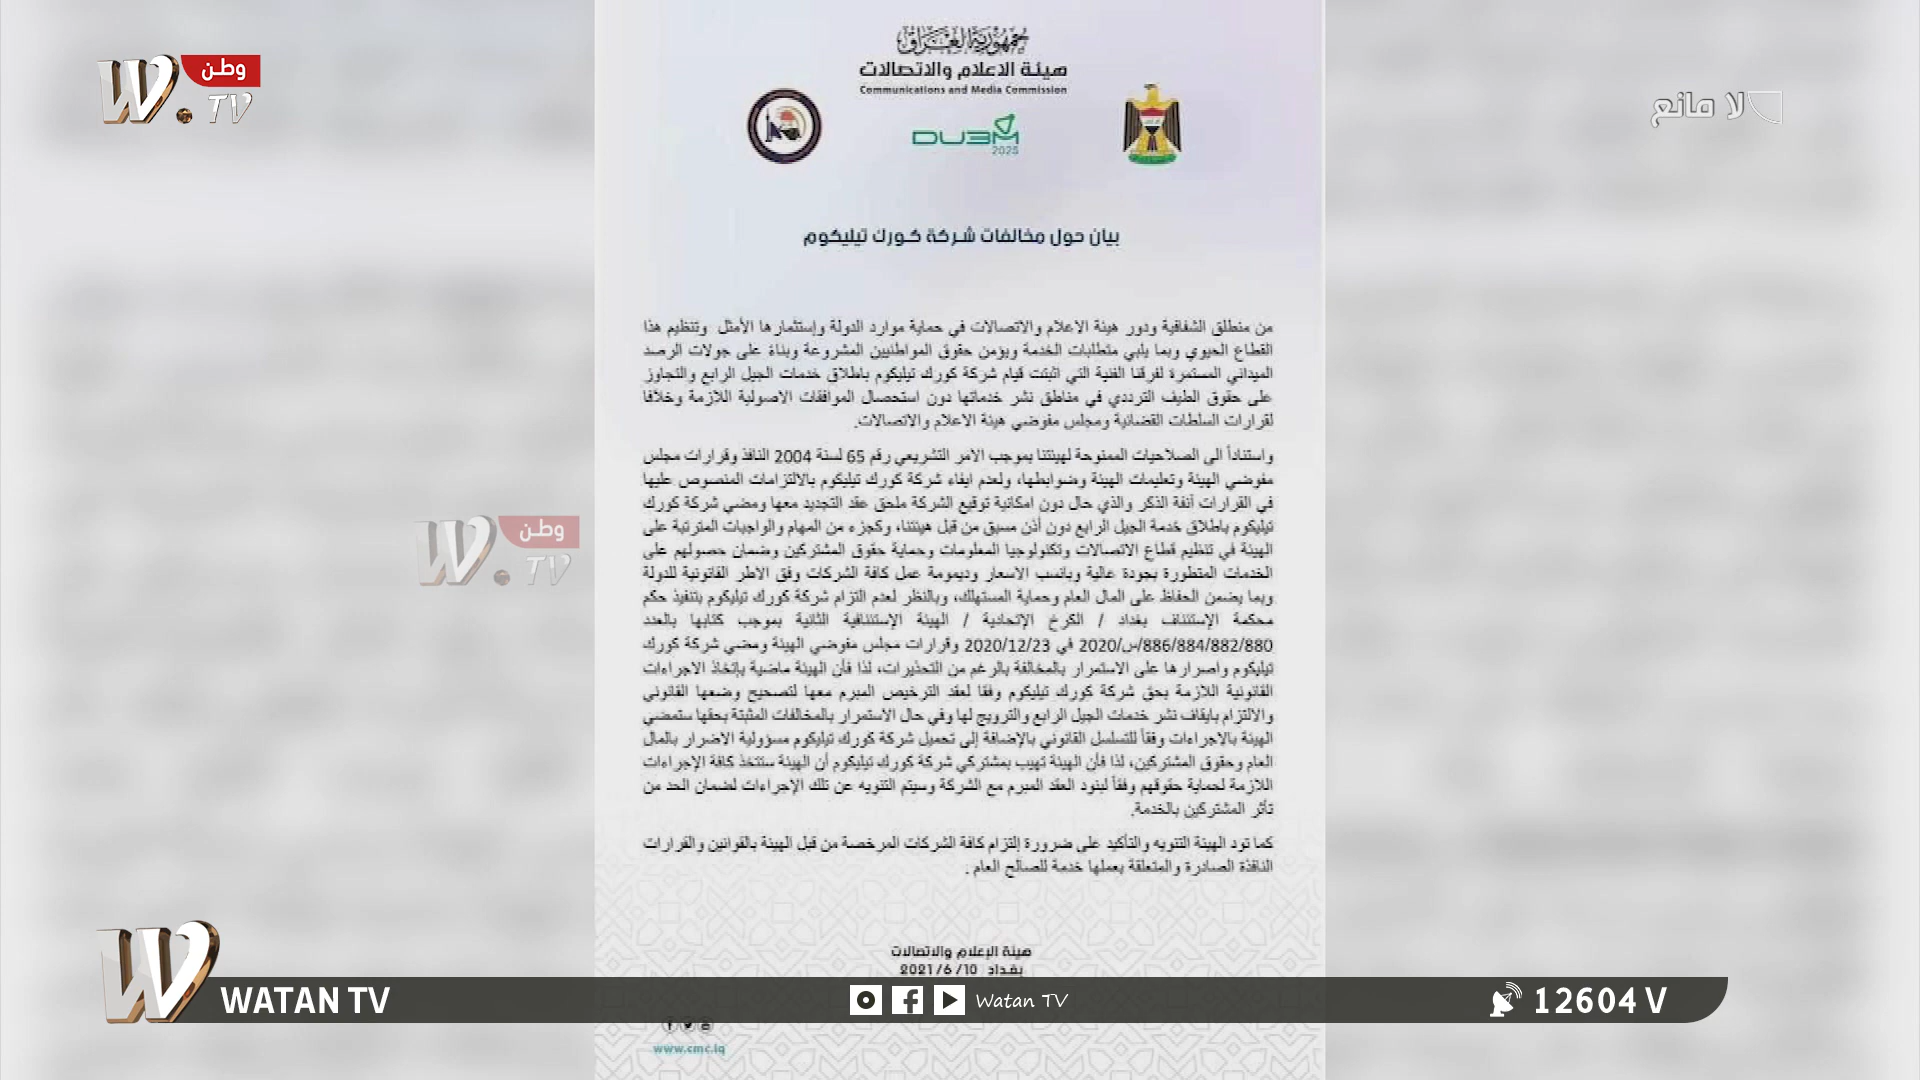 وطن
W.TV
لا مانع
جمهورية العراق
هيئة الاعلام والاتصالات
Communications and Media Commission
DU3M
2025
بيان حول مخالفات شركة كورك تيليكوم
من منطلق الشفافية ودور هيئة الاعلام والاتصالات في حماية موارد الدولة وإستثمارها الأمثل وتنظيم هذا
القطاع الحيوي وبما يلبي متطلبات الخدمة ويؤمن حقوق المواطنيين المشروعة وبناءً على جولات الرصد
الميداني المستمرة لفرقنا الفنية التي اثبتت قيام شركة كورك تيليكوم باطلاق خدمات الجيل الرابع والتجاوز
على حقوق الطيف الترددي في مناطق نشر خدماتها دون استحصال الموافقات الاصولية اللازمة وخلافا
لقرارات السلطات القضائية ومجلس مفوضي هيئة الاعلام والاتصالات.
واستناداً الى الصلاحيات الممنوحة لهيئتنا بموجب الامر التشريعي رقم 65 لسنة 2004 النافذ وقرارات مجلس
مفوضي الهيئة وتعليمات الهيئة وضوابطها، ولعدم ايفاء شركة كورك تيليكوم بالالتزامات المنصوص عليها
في القرارات أنفة الذكر والذي حال دون امكانية توقيع الشركة ملحق عقد التجديد معها ومضي شركة كورك
تيليكوم باطلاق خدمة الجيل الرابع دون أذن مسبق من قبل هيئتنا، وكجزء من المهام والواجبات المترتبة على
الهيئة في تنظيم قطاع الاتصالات وتكنولوجيا المعلومات وحماية حقوق المشتركين وضمان حصولهم على
الخدمات المتطورة بجودة عالية وبانسب الاسعار وديمومة عمل كافة الشركات وفق الاطر القانونية للدولة
وبما يضمن الحفاظ على المال العام وحماية المستهلك، وبالنظر لعدم التزام شركة كورك تيليكوم بتنفيذ حكم
محكمة الإستئناف بغداد / الكرخ الإتحادية / الهيئة الإستئنافية الثانية بموجب كتابها بالعدد
880/882/884/886/س/2020 في 2020/12/23 وقرارات مجلس مفوضي الهيئة ومضي شركة كورك
تيليكوم واصرارها على الاستمرار بالمخالفة بالرغم من التحذيرات، لذا فأن الهيئة ماضية بإتخاذ الاجراءات
القانونية اللازمة بحق شركة كورك تيليكوم وفقا لعقد الترخيص المبرم معها لتصحيح وضعها القانوني
والالتزام بايقاف نشر خدمات الجيل الرابع والترويج لها وفي حال الاستمرار بالمخالفات المثبتة بحقها ستمضي
الهيئة بالاجراءات وفقاً للتسلسل القانوني بالإضافة إلى تحميل شركة كورك تيليكوم مسؤولية الاضرار بالمال
العام وحقوق المشتركين، لذا فأن الهيئة تهيب بمشتركي شركة كورك تيليكوم أن الهيئة ستتخذ كافة الإجراءات
اللازمة لحماية حقوقهم وفقاً لبنود العقد المبرم مع الشركة وسيتم التنويه عن تلك الإجراءات لضمان الحد من
تأثر المشتركين بالخدمة.
كما تود الهيئة التنويه والتأكيد على ضرورة إلتزام كافة الشركات المرخصة من قبل الهيئة بالقوانين والقرارات
النافذة الصادرة والمتعلقة بعملها خدمة للصالح العام .
وطن
W.TV
هيئة الإعلام والاتصالات
بغداد 10/ 6/ 2021
W WATAN TV
Watan TV
12604 V
www.cmc.iq